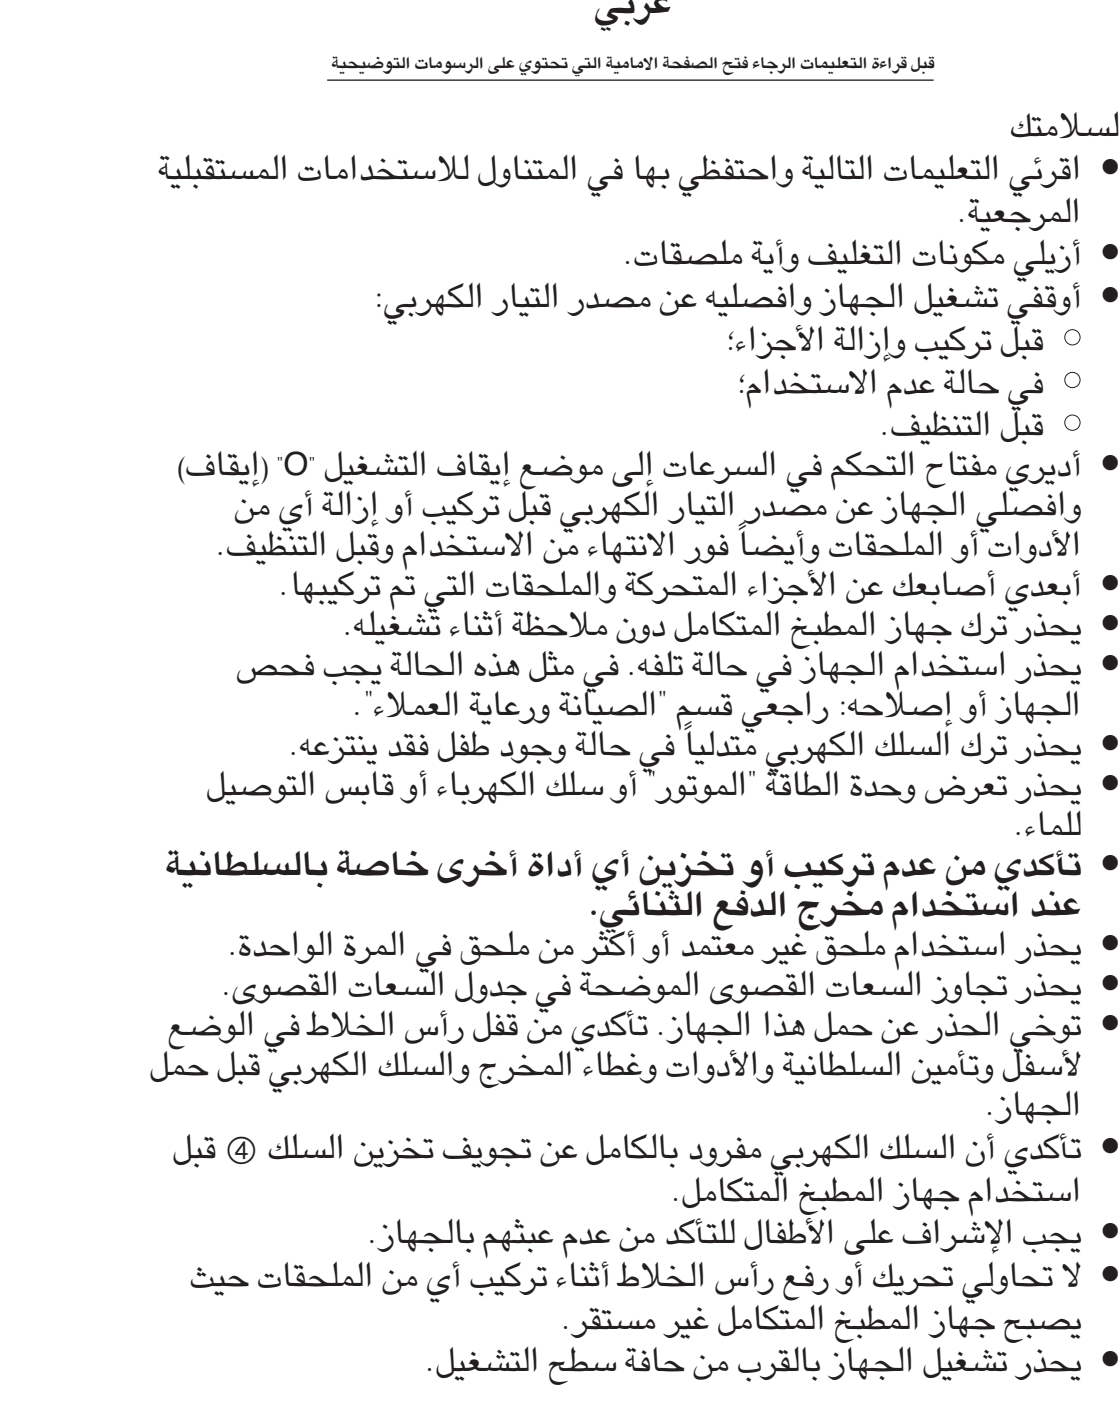 عربي
قبل قراءة التعليمات الرجاء فتح الصفحة الامامية التي تحتوي على الرسومات التوضيحية
لسلامتك
● اقرئي التعليمات التالية واحتفظي بها في المتناول للاستخدامات المستقبلية
المرجعية.
● أزيلي مكونات التغليف وأية ملصقات.
● أوقفي تشغيل الجهاز وافصليه عن مصدر التيار الكهربي:
○ قبل تركيب وإزالة الأجزاء؛
○ في حالة عدم الاستخدام؛
○ قبل التنظيف.
● أديري مفتاح التحكم في السرعات إلى موضع إيقاف التشغيل "O" (إيقاف)
وافصلي الجهاز عن مصدر التيار الكهربي قبل تركيب أو إزالة أي من
الأدوات أو الملحقات وأيضاً فور الانتهاء من الاستخدام وقبل التنظيف.
● أبعدي أصابعك عن الأجزاء المتحركة والملحقات التي تم تركيبها.
● يحذر ترك جهاز المطبخ المتكامل دون ملاحظة أثناء تشغيله.
● يحذر استخدام الجهاز في حالة تلفه. في مثل هذه الحالة يجب فحص
الجهاز أو إصلاحه: راجعي قسم "الصيانة ورعاية العملاء".
● يحذر ترك السلك الكهربي متدلياً في حالة وجود طفل فقد ينتزعه.
● يحذر تعرض وحدة الطاقة "الموتور" أو سلك الكهرباء أو قابس التوصيل
للماء.
● تأكدي من عدم تركيب أو تخزين أي أداة أخرى خاصة بالسلطانية
عند استخدام مخرج الدفع الثنائي.
● يحذر استخدام ملحق غير معتمد أو أكثر من ملحق في المرة الواحدة.
● يحذر تجاوز السعات القصوى الموضحة في جدول السعات القصوى.
● توخي الحذر عن حمل هذا الجهاز. تأكدي من قفل رأس الخلاط في الوضع
لأسفل وتأمين السلطانية والأدوات وغطاء المخرج والسلك الكهربي قبل حمل
الجهاز.
● تأكدي أن السلك الكهربي مفرود بالكامل عن تجويف تخزين السلك ④ قبل
استخدام جهاز المطبخ المتكامل.
● يجب الإشراف على الأطفال للتأكد من عدم عبثهم بالجهاز.
● لا تحاولي تحريك أو رفع رأس الخلاط أثناء تركيب أي من الملحقات حيث
يصبح جهاز المطبخ المتكامل غير مستقر.
● يحذر تشغيل الجهاز بالقرب من حافة سطح التشغيل.